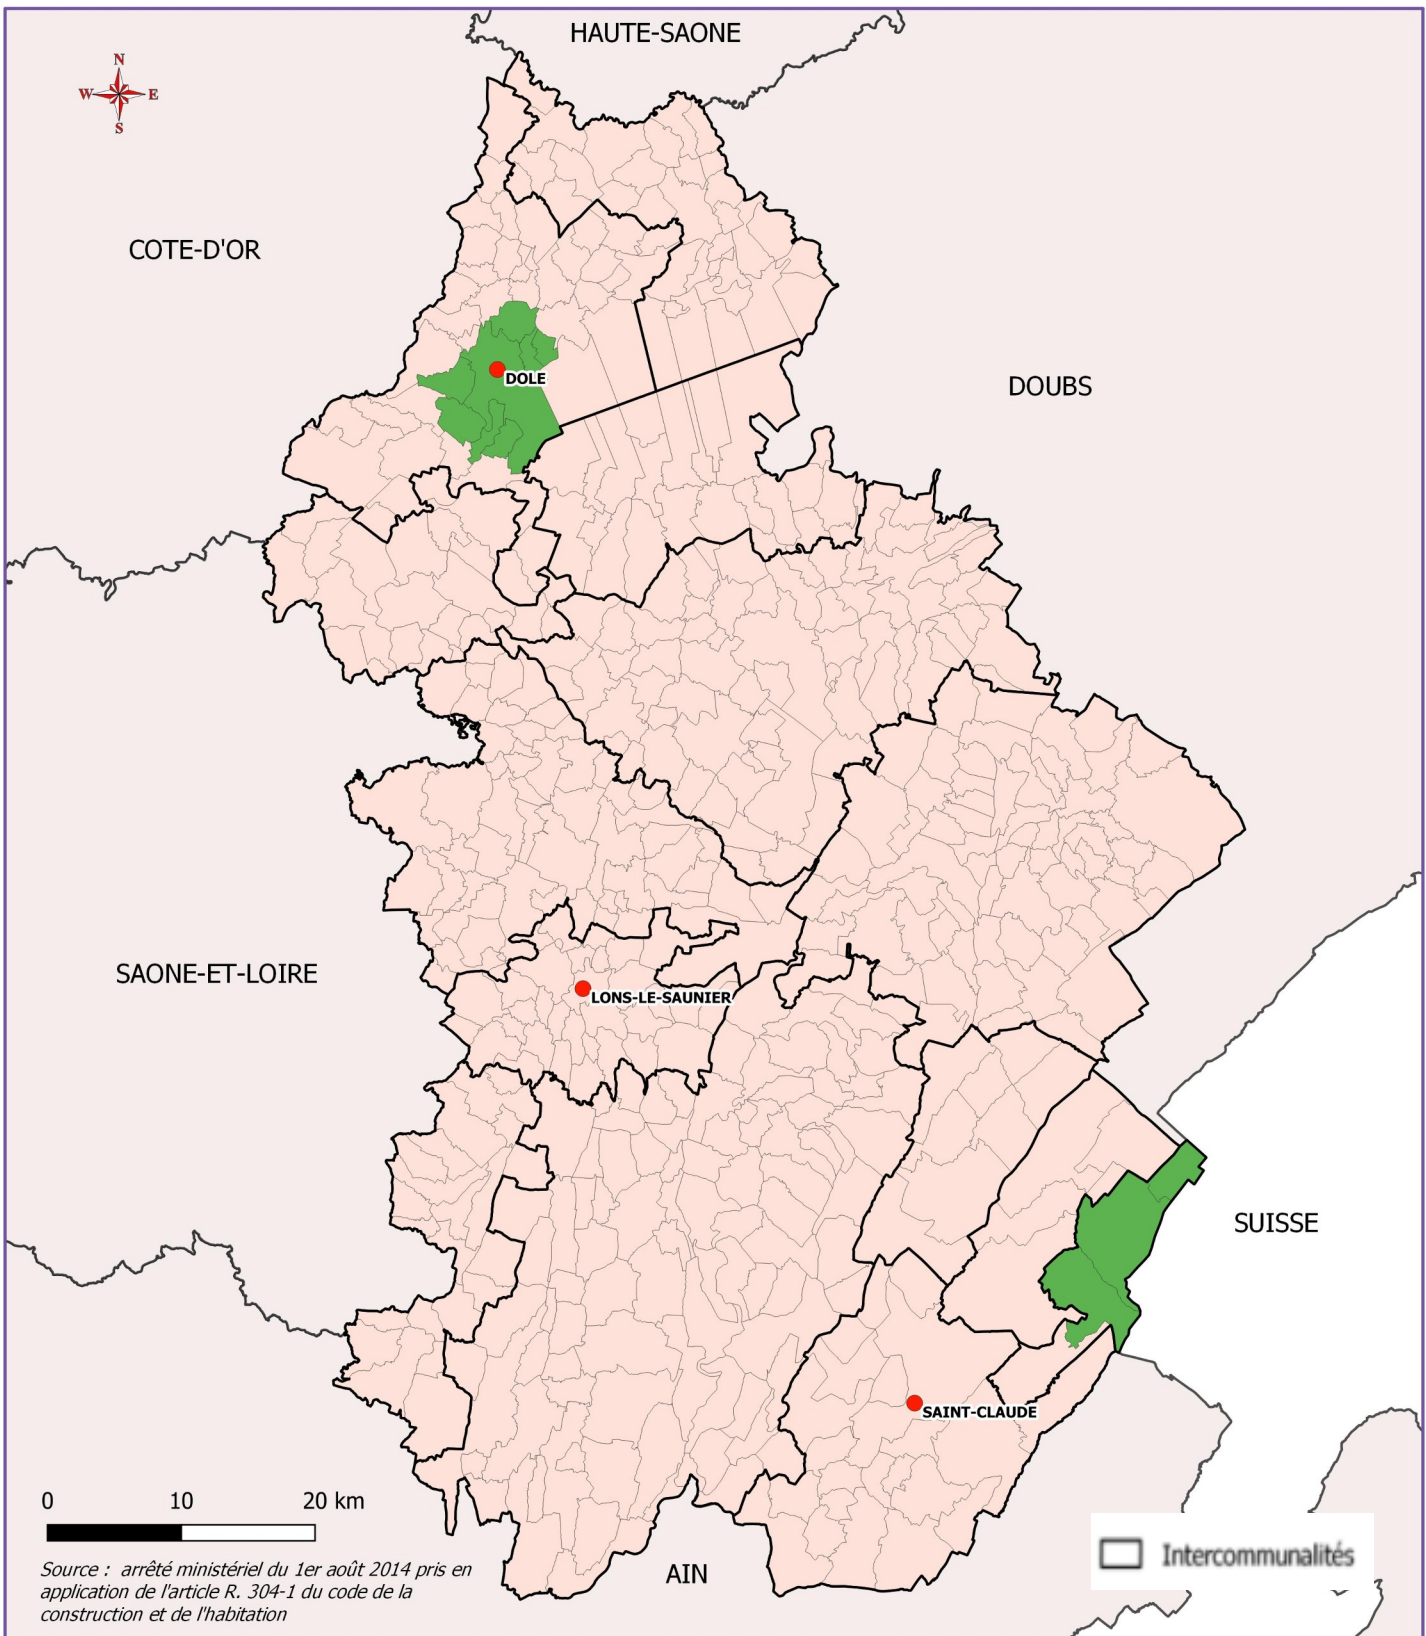 HAUTE-SAONE
N
W E
S
COTE-D'OR
DOLE
DOUBS
SAONE-ET-LOIRE
LONS-LE-SAUNIER
SUISSE
SAINT-CLAUDE
0 10 20 km
Intercommunalités
AIN
Source : arrêté ministériel du 1er août 2014 pris en
application de l'article R. 304-1 du code de la
construction et de l'habitation